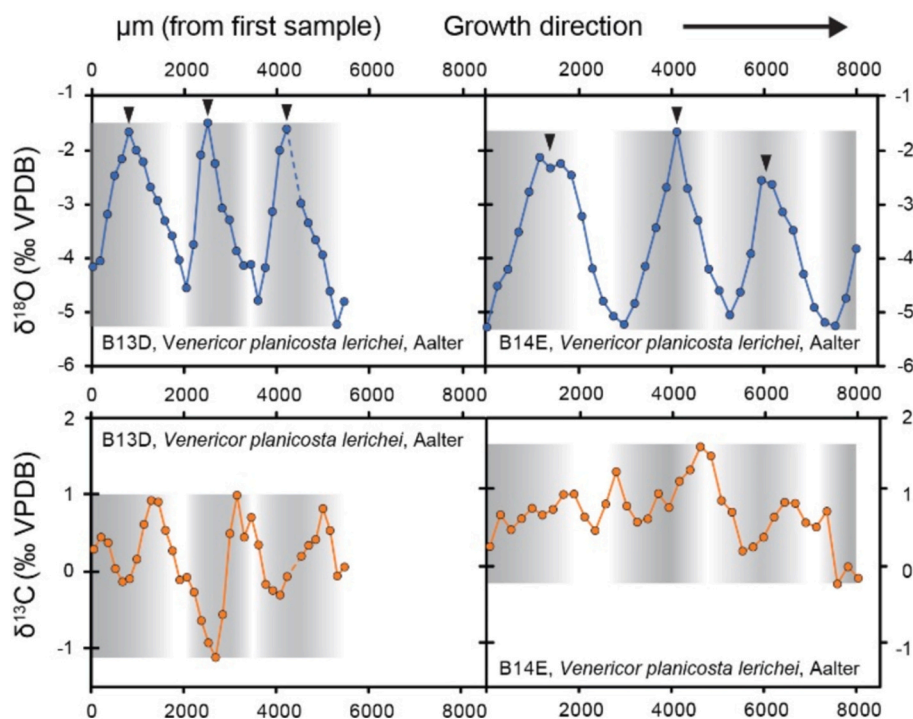 µm (from first sample) Growth direction
0 2000 4000 6000 8000 0 2000 4000 6000 8000
-1 -1
-2 -2
-3 -3
-4 -4
-5 -5
-6 -6
δ¹⁸O (‰ VPDB)
B13D, Venericor planicosta lerichei, Aalter B14E, Venericor planicosta lerichei, Aalter
0 2000 4000 6000 8000 0 2000 4000 6000 8000
2 2
1 1
0 0
-1 -1
δ¹³C (‰ VPDB)
B13D, Venericor planicosta lerichei, Aalter
B14E, Venericor planicosta lerichei, Aalter
0 2000 4000 6000 8000 0 2000 4000 6000 8000